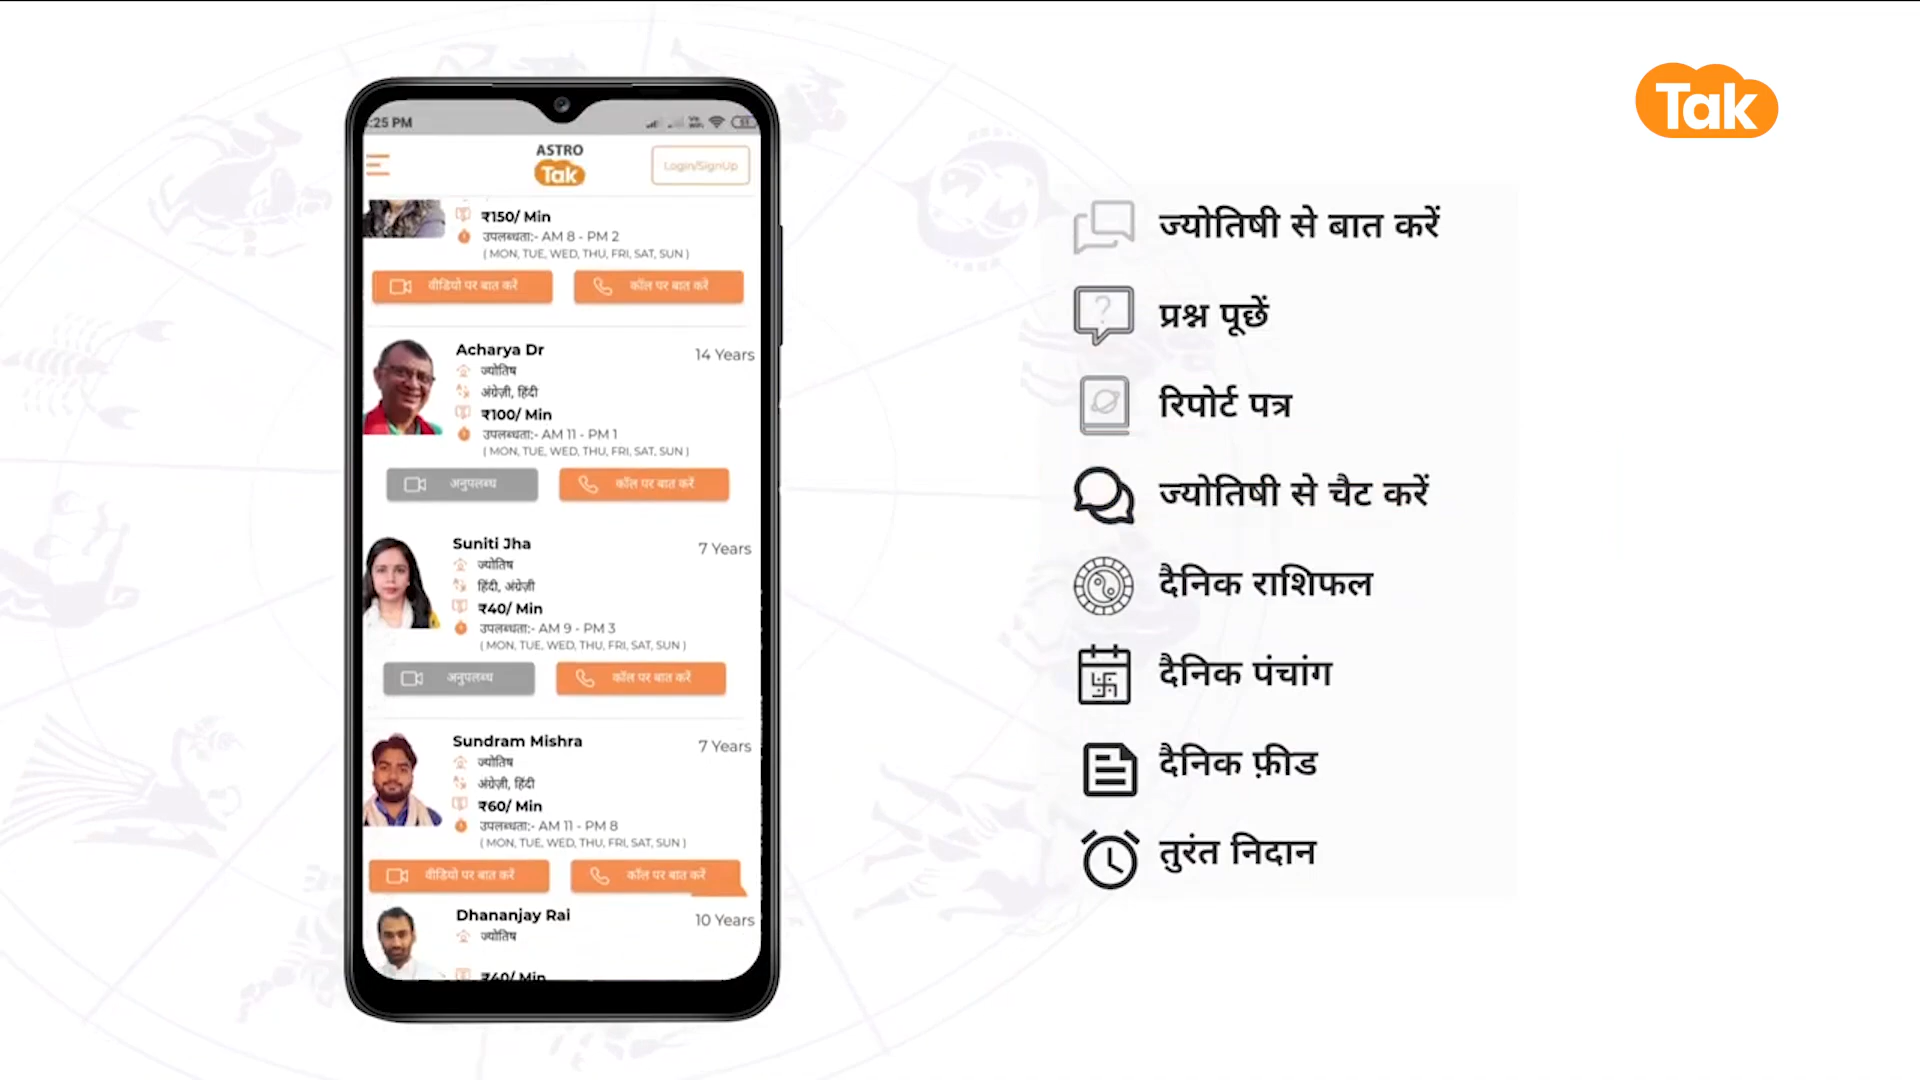 Tak
:25 PM
51
ASTRO
Tak
Login/SignUp
₹150/ Min
उपलब्धता:- AM 8 - PM 2
( MON, TUE, WED, THU, FRI, SAT, SUN )
वीडियो पर बात करें
कॉल पर बात करें
Acharya Dr
14 Years
ज्योतिष
अंग्रेज़ी, हिंदी
₹100/ Min
उपलब्धता:- AM 11 - PM 1
( MON, TUE, WED, THU, FRI, SAT, SUN )
अनुपलब्ध
कॉल पर बात करें
Suniti Jha
7 Years
ज्योतिष
हिंदी, अंग्रेज़ी
₹40/ Min
उपलब्धता:- AM 9 - PM 3
( MON, TUE, WED, THU, FRI, SAT, SUN )
अनुपलब्ध
कॉल पर बात करें
Sundram Mishra
7 Years
ज्योतिष
अंग्रेज़ी, हिंदी
₹60/ Min
उपलब्धता:- AM 11 - PM 8
( MON, TUE, WED, THU, FRI, SAT, SUN )
वीडियो पर बात करें
कॉल पर बात करें
Dhananjay Rai
10 Years
ज्योतिष
₹40/ Min
ज्योतिषी से बात करें
प्रश्न पूछें
रिपोर्ट पत्र
ज्योतिषी से चैट करें
दैनिक राशिफल
दैनिक पंचांग
दैनिक फ़ीड
तुरंत निदान